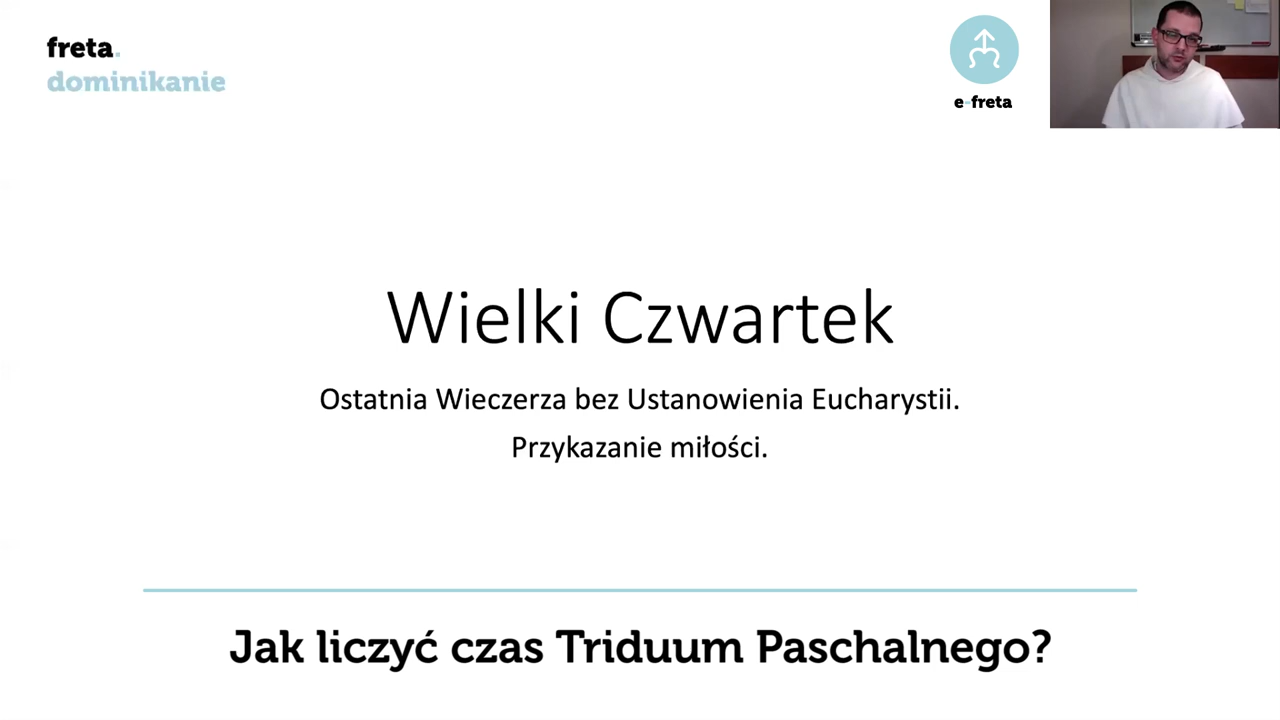 freta.
dominikanie
e-freta
Wielki Czwartek
Ostatnia Wieczerza bez Ustanowienia Eucharystii.
Przykazanie miłości.
Jak liczyć czas Triduum Paschalnego?